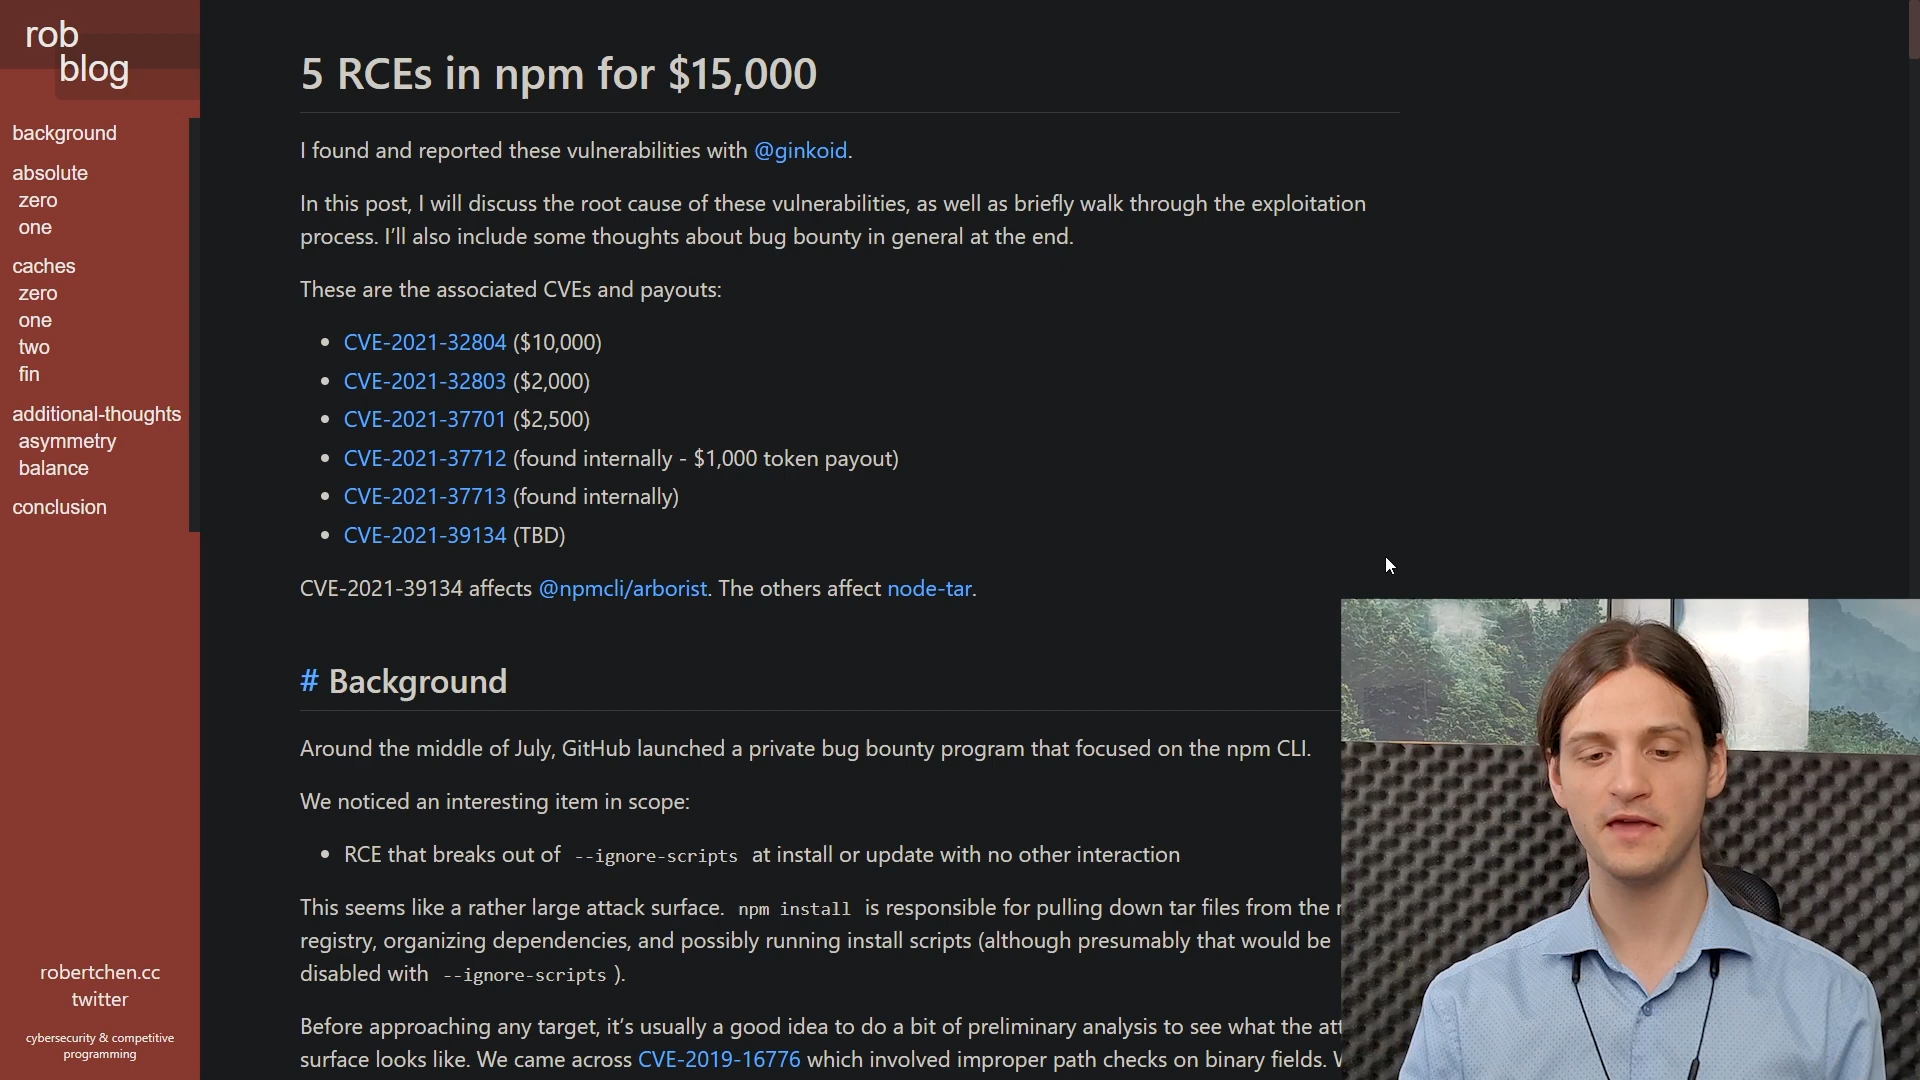 rob
blog
background
absolute
zero
one
caches
zero
one
two
fin
additional-thoughts
asymmetry
balance
conclusion
robertchen.cc
twitter
cybersecurity & competitive
programming
5 RCEs in npm for $15,000
I found and reported these vulnerabilities with @ginkoid.
In this post, I will discuss the root cause of these vulnerabilities, as well as briefly walk through the exploitation
process. I'll also include some thoughts about bug bounty in general at the end.
These are the associated CVEs and payouts:
• CVE-2021-32804 ($10,000)
• CVE-2021-32803 ($2,000)
• CVE-2021-37701 ($2,500)
• CVE-2021-37712 (found internally - $1,000 token payout)
• CVE-2021-37713 (found internally)
• CVE-2021-39134 (TBD)
CVE-2021-39134 affects @npmcli/arborist. The others affect node-tar.
# Background
Around the middle of July, GitHub launched a private bug bounty program that focused on the npm CLI.
We noticed an interesting item in scope:
• RCE that breaks out of --ignore-scripts at install or update with no other interaction
This seems like a rather large attack surface. npm install is responsible for pulling down tar files from the
registry, organizing dependencies, and possibly running install scripts (although presumably that would be
disabled with --ignore-scripts ).
Before approaching any target, it's usually a good idea to do a bit of preliminary analysis to see what the
surface looks like. We came across CVE-2019-16776 which involved improper path checks on binary fields.